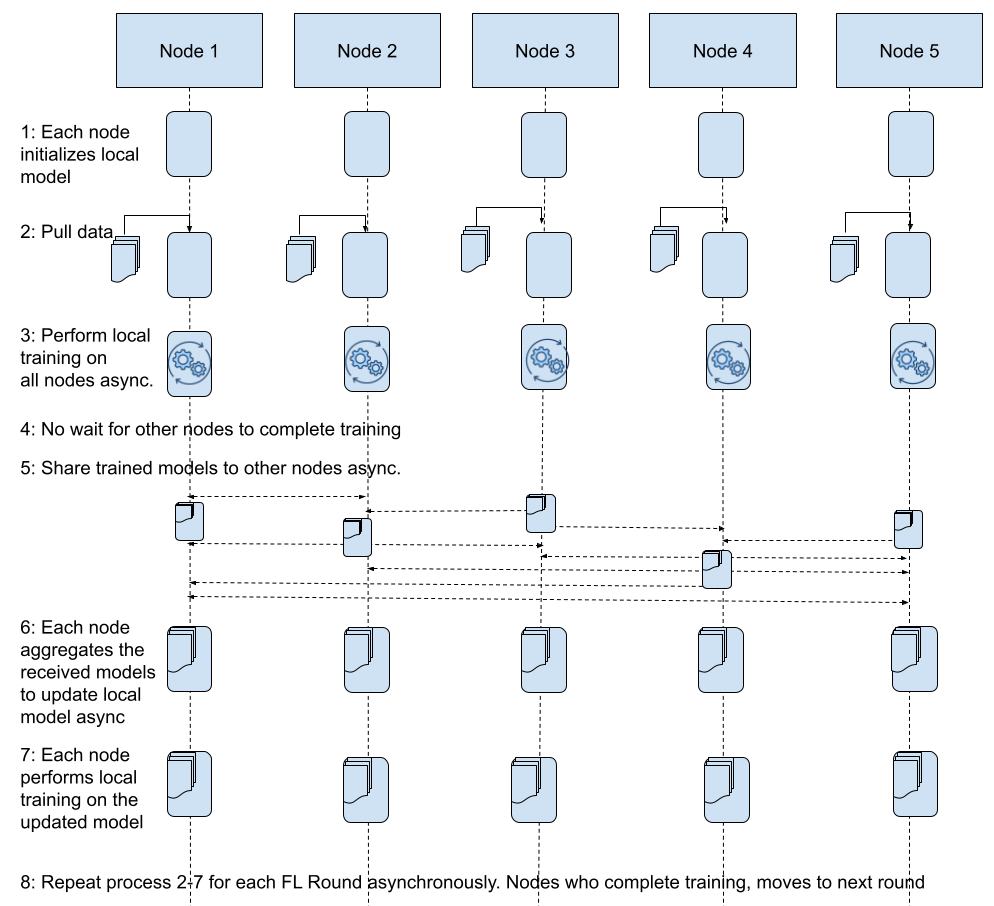 Node 1
Node 2
Node 3
Node 4
Node 5
1: Each node
initializes local
model
2: Pull data
3: Perform local
training on
all nodes async.
4: No wait for other nodes to complete training
5: Share trained models to other nodes async.
6: Each node
aggregates the
received models
to update local
model async
7: Each node
performs local
training on the
updated model
8: Repeat process 2-7 for each FL Round asynchronously. Nodes who complete training, moves to next round